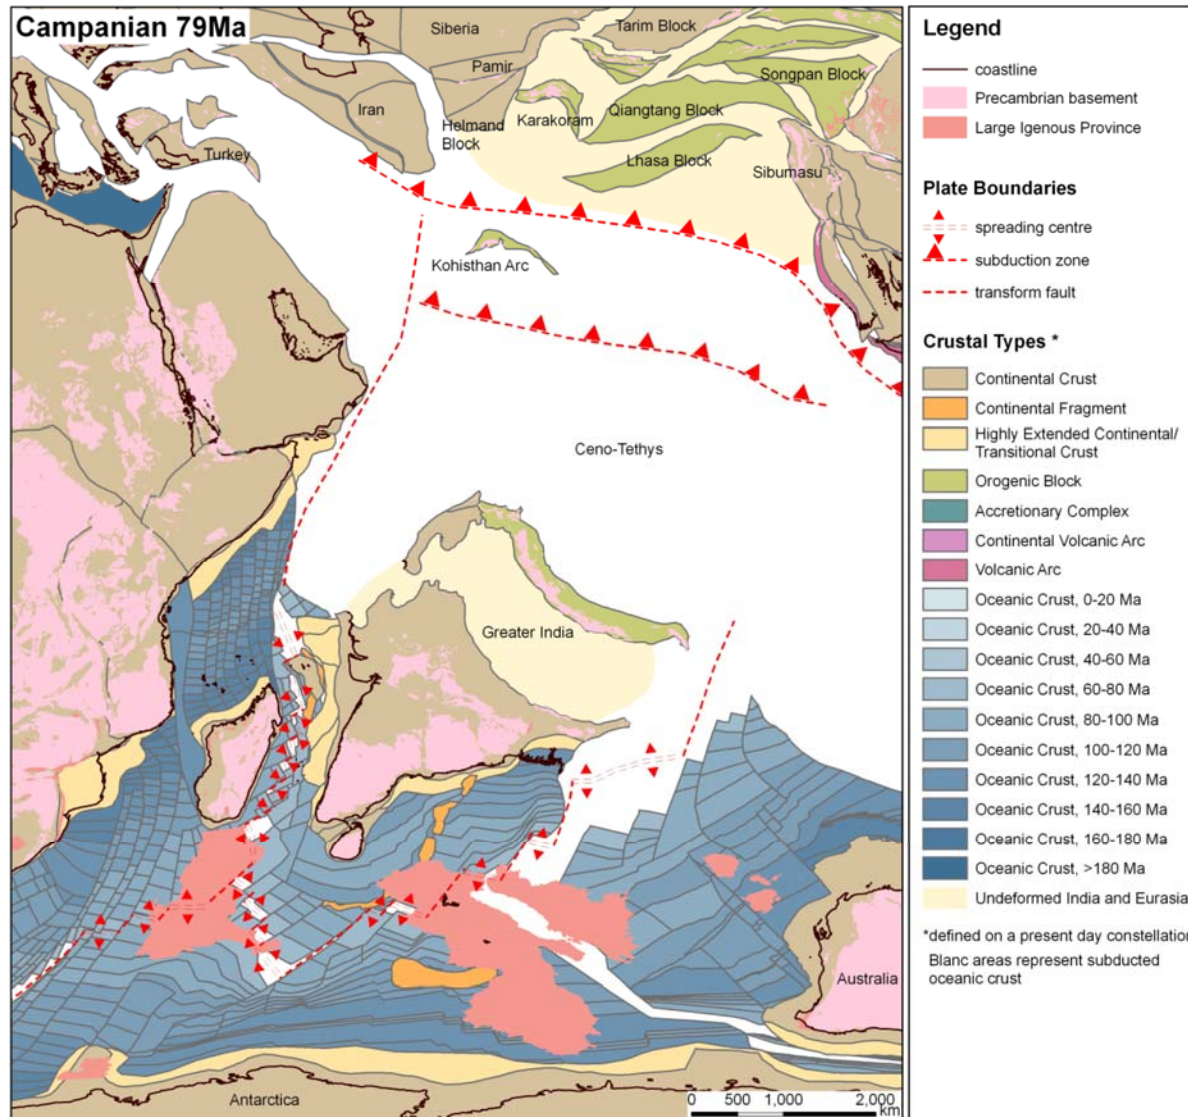 Campanian 79Ma
Siberia
Tarim Block
Pamir
Songpan Block
Iran
Karakoram
Qiangtang Block
Helmand
Block
Turkey
Lhasa Block
Sibumasu
Kohisthan Arc
Ceno-Tethys
Greater India
Australia
Antarctica
0 500 1,000 2,000
km
Legend
coastline
Precambrian basement
Large Igenous Province
Plate Boundaries
spreading centre
subduction zone
transform fault
Crustal Types *
Continental Crust
Continental Fragment
Highly Extended Continental/
Transitional Crust
Orogenic Block
Accretionary Complex
Continental Volcanic Arc
Volcanic Arc
Oceanic Crust, 0-20 Ma
Oceanic Crust, 20-40 Ma
Oceanic Crust, 40-60 Ma
Oceanic Crust, 60-80 Ma
Oceanic Crust, 80-100 Ma
Oceanic Crust, 100-120 Ma
Oceanic Crust, 120-140 Ma
Oceanic Crust, 140-160 Ma
Oceanic Crust, 160-180 Ma
Oceanic Crust, >180 Ma
Undeformed India and Eurasia
*defined on a present day constellation
Blanc areas represent subducted
oceanic crust